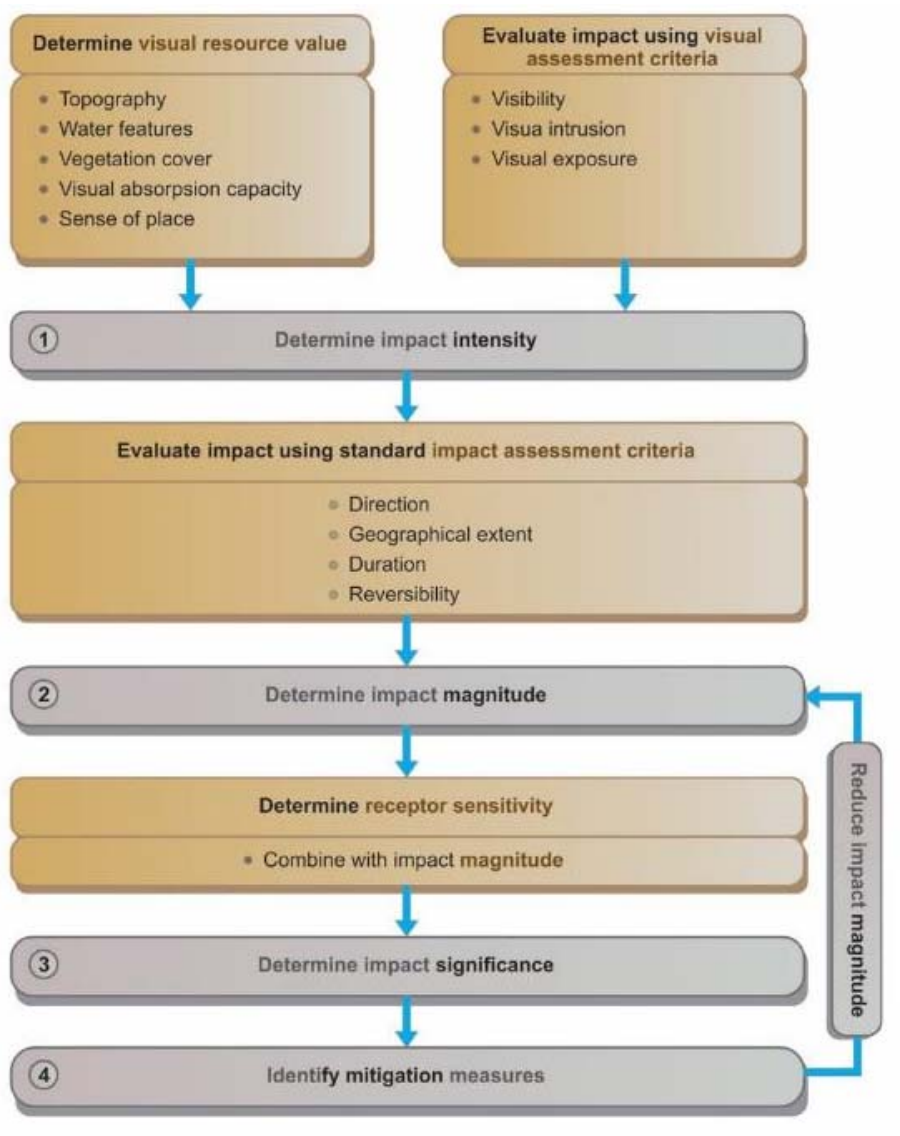 Determine visual resource value
• Topography
• Water features
• Vegetation cover
• Visual absorpsion capacity
• Sense of place
Evaluate impact using visual
assessment criteria
• Visibility
• Visua intrusion
• Visual exposure
1 Determine impact intensity
Evaluate impact using standard impact assessment criteria
• Direction
• Geographical extent
• Duration
• Reversibility
2 Determine impact magnitude
Determine receptor sensitivity
• Combine with impact magnitude
3 Determine impact significance
4 Identify mitigation measures
Reduce impact magnitude